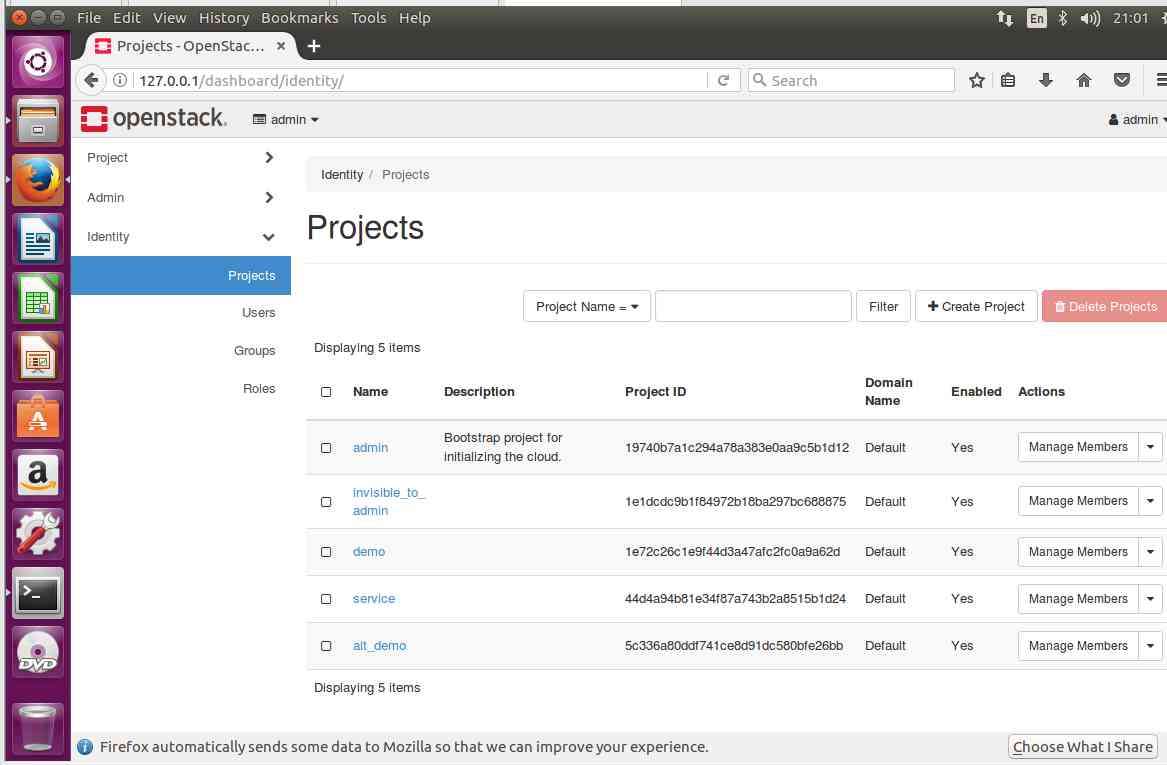 File Edit View History Bookmarks Tools Help
En
21:01
Projects - OpenStac... × +
127.0.0.1/dashboard/identity/
Search
openstack.
admin
admin
Project
Admin
Identity
Projects
Users
Groups
Roles
Identity / Projects
Projects
Project Name =
Filter
Create Project
Delete Projects
Displaying 5 items
Name Description Project ID Domain Name Enabled Actions
admin Bootstrap project for initializing the cloud. 19740b7a1c294a78a383e0aa9c5b1d12 Default Yes Manage Members
invisible_to_admin 1e1dcdc9b1f84972b18ba297bc688875 Default Yes Manage Members
demo 1e72c26c1e9f44d3a47afc2fc0a9a62d Default Yes Manage Members
service 44d4a94b81e34f87a743b2a8515b1d24 Default Yes Manage Members
alt_demo 5c336a80ddf741ce8d91dc580bfe26bb Default Yes Manage Members
Displaying 5 items
Firefox automatically sends some data to Mozilla so that we can improve your experience.
Choose What I Share
DVD